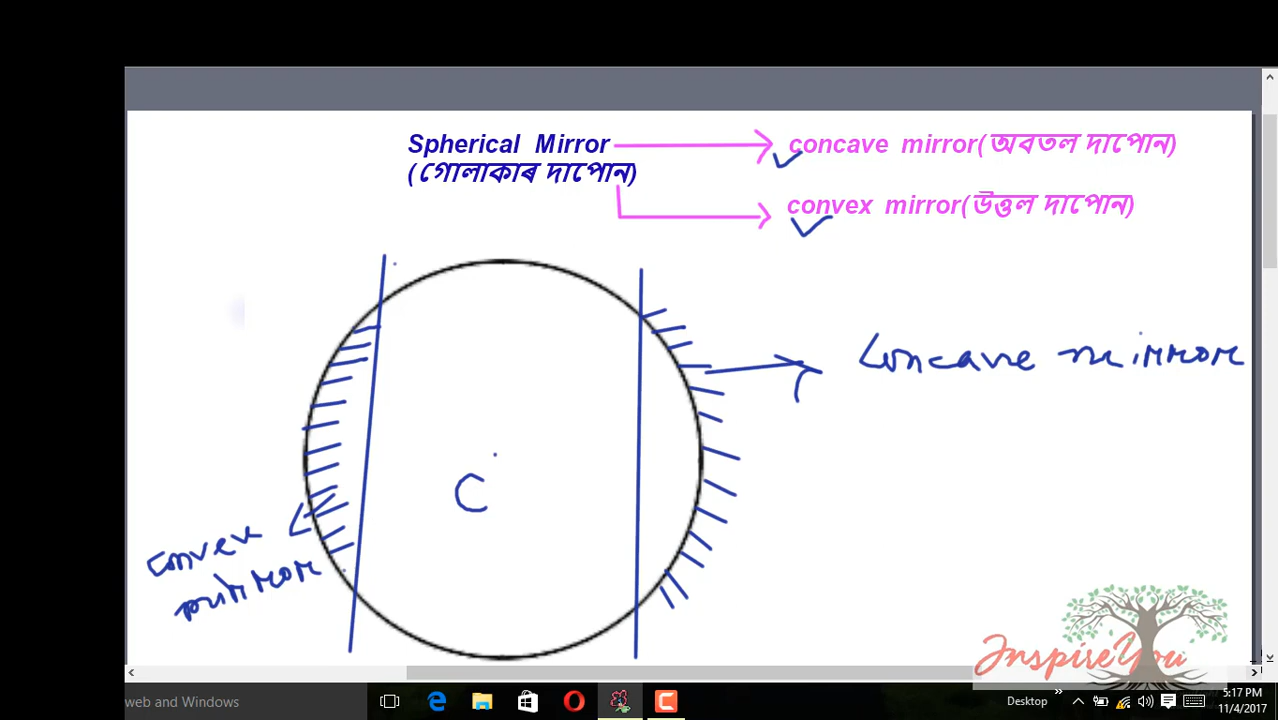 Spherical Mirror
(গোলাকাৰ দাপোন)
concave mirror(অবতল দাপোন)
convex mirror(উত্তল দাপোন)
Concave mirror
C
convex
mirror
InspireYou
web and Windows
Desktop
5:17 PM
11/4/2017